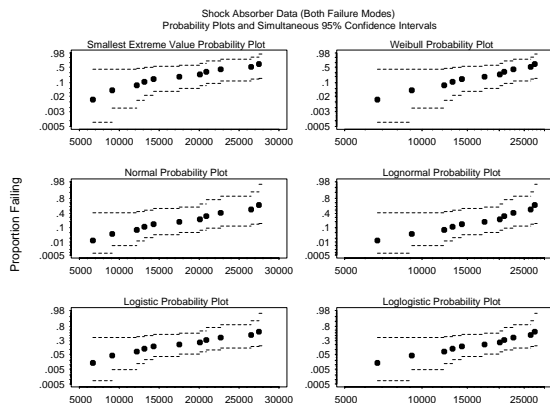 Shock Absorber Data (Both Failure Modes)
Probability Plots and Simultaneous 95% Confidence Intervals
Smallest Extreme Value Probability Plot
.98
.5
.1
.02
.003
.0005
5000 10000 15000 20000 25000 30000
Weibull Probability Plot
.98
.5
.1
.02
.003
.0005
5000 10000 15000 25000
Proportion Failing
Normal Probability Plot
.98
.8
.4
.1
.01
.0005
5000 10000 15000 20000 25000 30000
Lognormal Probability Plot
.98
.8
.4
.1
.01
.0005
5000 10000 15000 25000
Logistic Probability Plot
.98
.8
.3
.05
.005
.0005
5000 10000 15000 20000 25000 30000
Loglogistic Probability Plot
.98
.8
.3
.05
.005
.0005
5000 10000 15000 25000